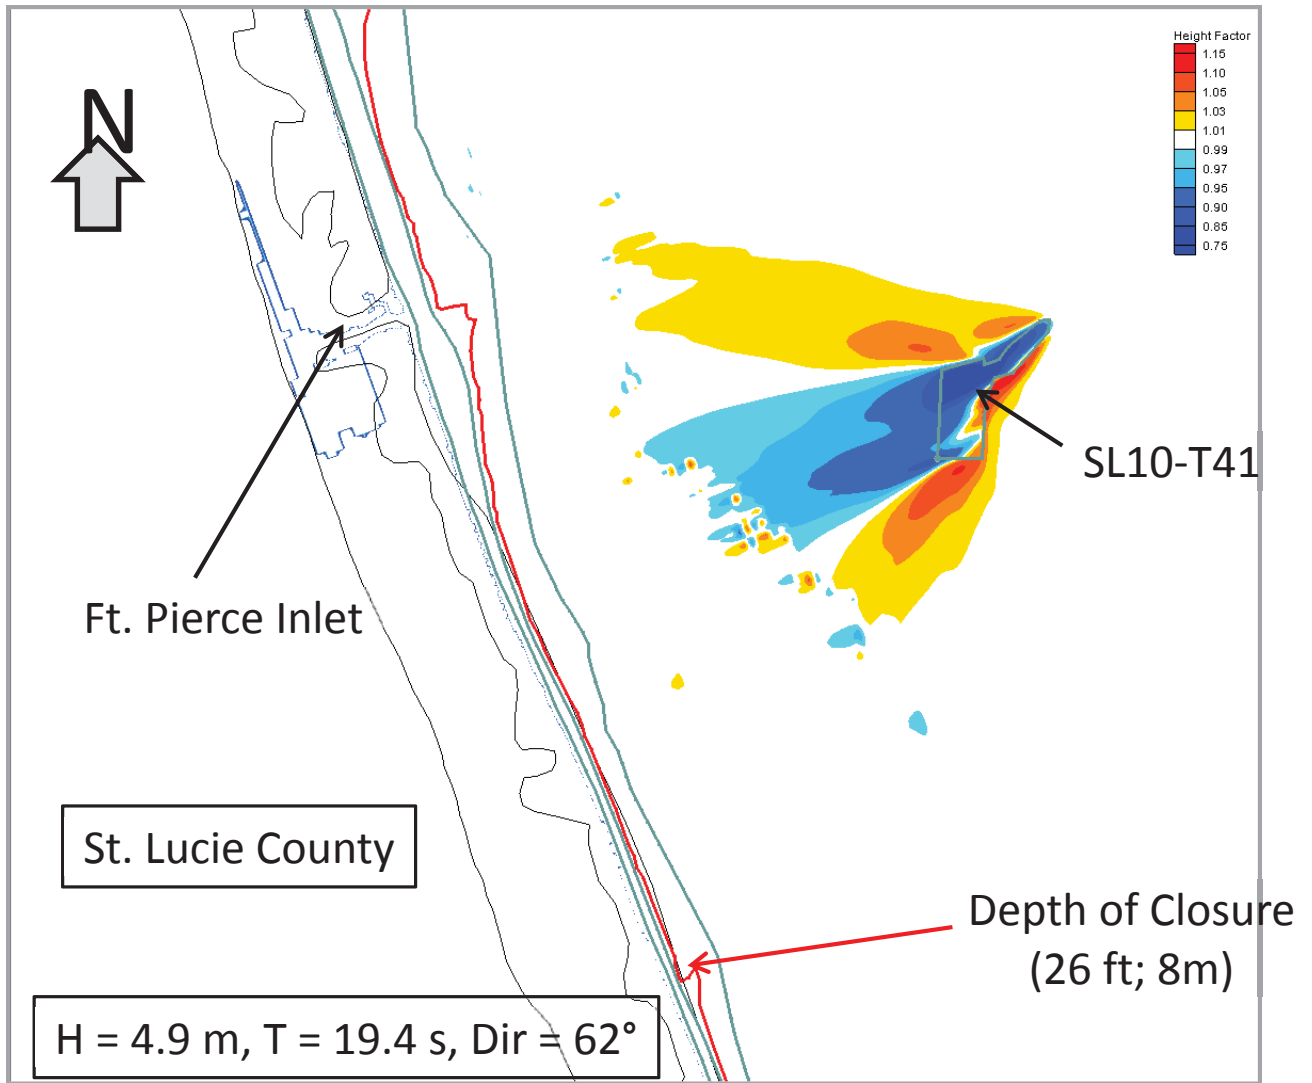 N
Height Factor
1.15
1.10
1.05
1.03
1.01
0.99
0.97
0.95
0.90
0.85
0.75
SL10-T41
Ft. Pierce Inlet
St. Lucie County
Depth of Closure
(26 ft; 8m)
H = 4.9 m, T = 19.4 s, Dir = 62°